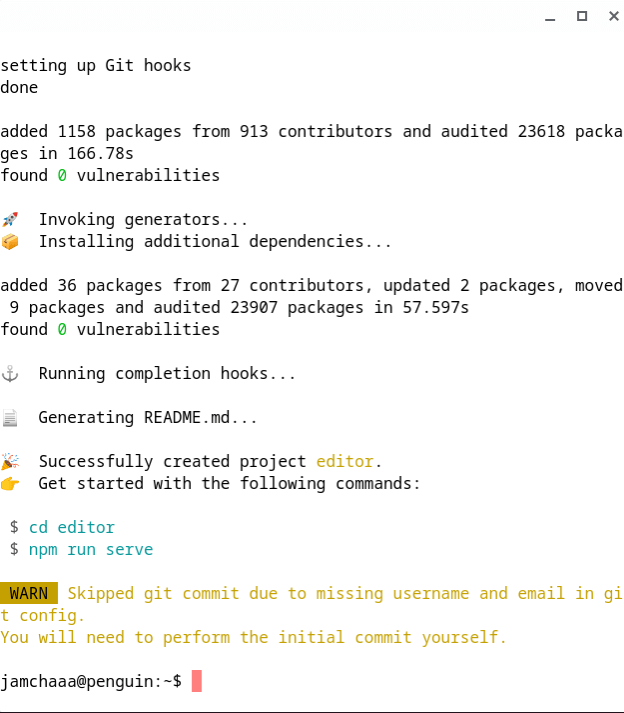 setting up Git hooks
done
added 1158 packages from 913 contributors and audited 23618 packa
ges in 166.78s
found 0 vulnerabilities
🚀  Invoking generators...
📦  Installing additional dependencies...
added 36 packages from 27 contributors, updated 2 packages, moved
 9 packages and audited 23907 packages in 57.597s
found 0 vulnerabilities
⚓  Running completion hooks...
📄  Generating README.md...
🎉  Successfully created project editor.
👉  Get started with the following commands:
 $ cd editor
 $ npm run serve
 WARN  Skipped git commit due to missing username and email in gi
t config.
You will need to perform the initial commit yourself.
jamchaaa@penguin:~$